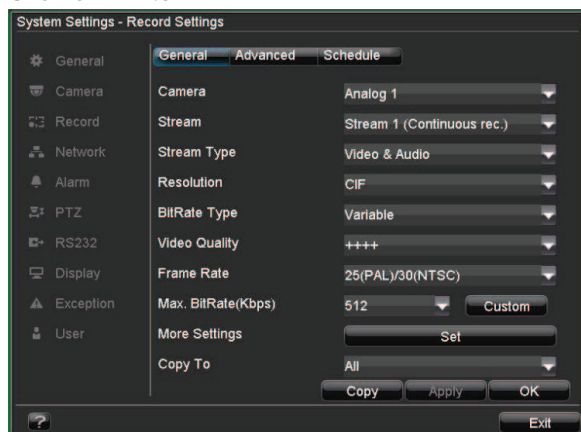 System Settings - Record Settings
General
Camera
Record
Network
Alarm
PTZ
RS232
Display
Exception
User
General Advanced Schedule
Camera Analog 1
Stream Stream 1 (Continuous rec.)
Stream Type Video & Audio
Resolution CIF
BitRate Type Variable
Video Quality ++++
Frame Rate 25(PAL)/30(NTSC)
Max. BitRate(Kbps) 512 Custom
More Settings Set
Copy To All
Copy Apply OK
? Exit